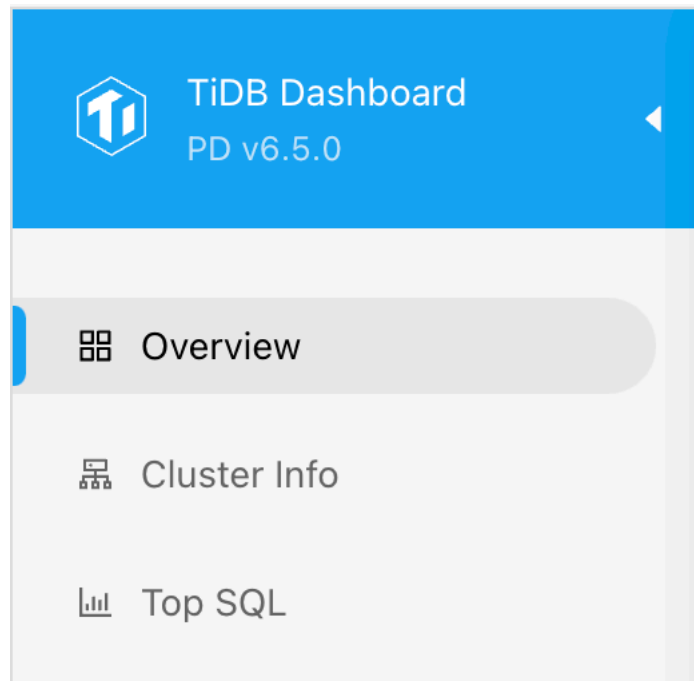 TiDB Dashboard
PD v6.5.0
Overview
Cluster Info
Top SQL